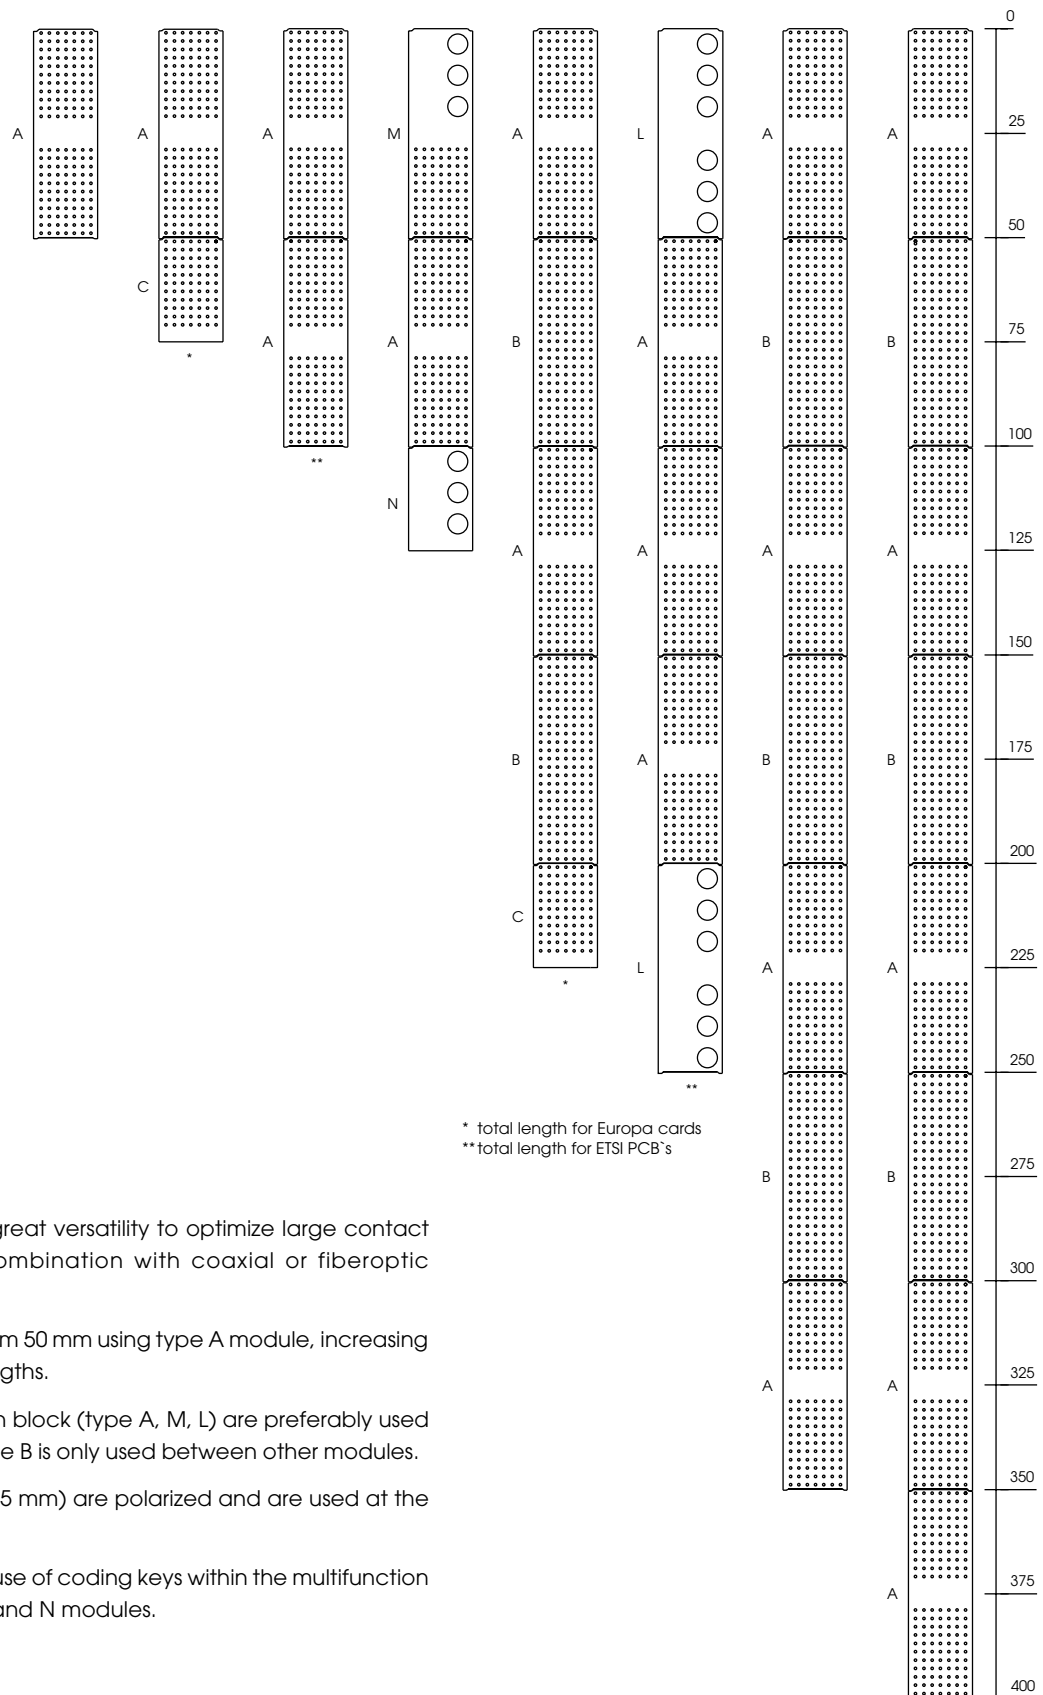 0
A A A M A L A A 25
50
C
A A B A B B 75
*
100
**
N
A A A A 125
150
B A B B 175
200
C
L A A 225
*
250
**
* total length for Europa cards
** total length for ETSI PCB`s
B B 275
300
A A 325
350
A 375
400
great versatility to optimize large contact
ombination with coaxial or fiberoptic
m 50 mm using type A module, increasing
gths.
n block (type A, M, L) are preferably used
e B is only used between other modules.
5 mm) are polarized and are used at the
use of coding keys within the multifunction
and N modules.